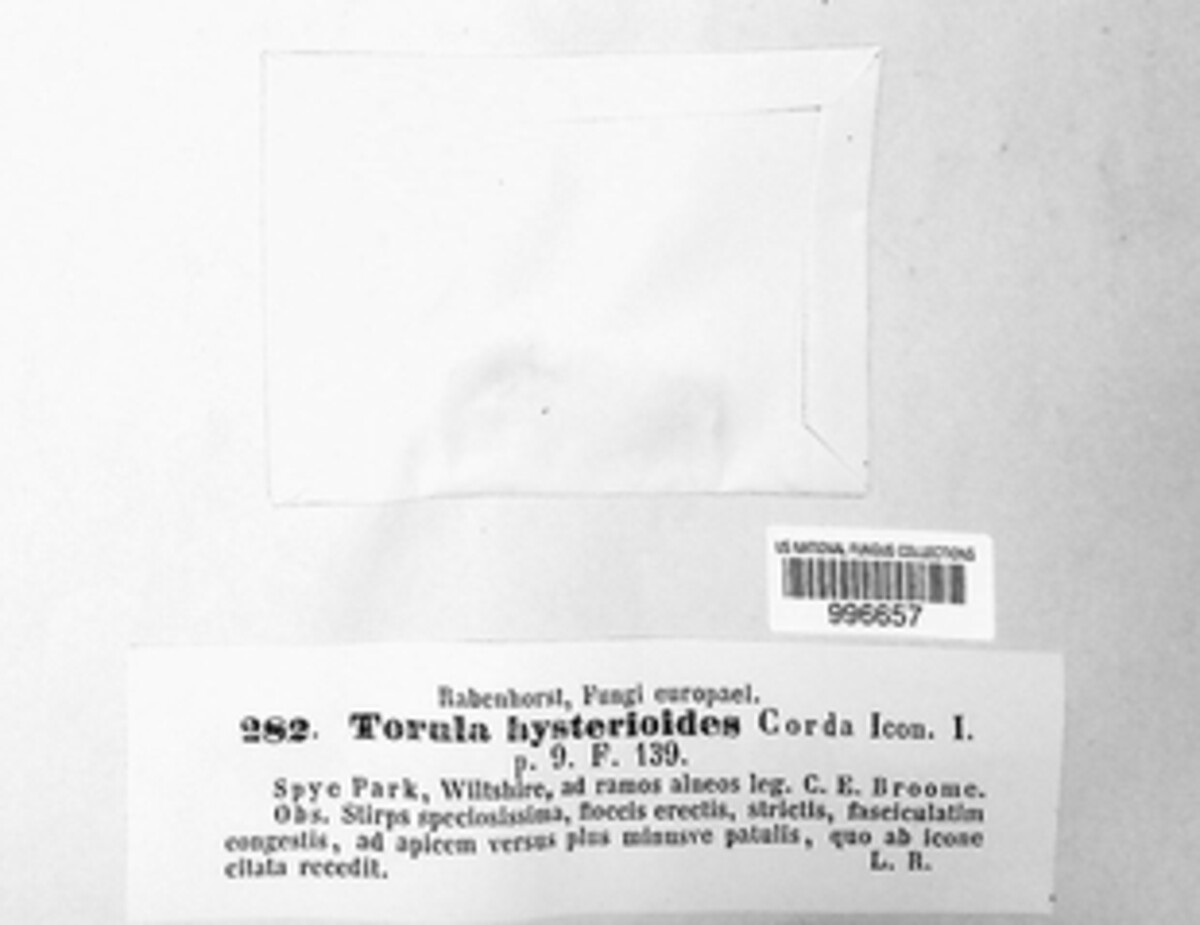 US NATIONAL FUNGUS COLLECTIONS
996657
Rabenhorst, Fungi europaei.
282. Torula hysterioides Corda Icon. I.
p. 9. F. 139.
Spye Park, Wiltshire, ad ramos alneos leg. C. E. Broome.
Obs. Stirps speciosissima, floccis erectis, strictis, fasciculatim
congestis, ad apicem versus plus minusve patulis, quo ab icone
citata recedit. L. R.